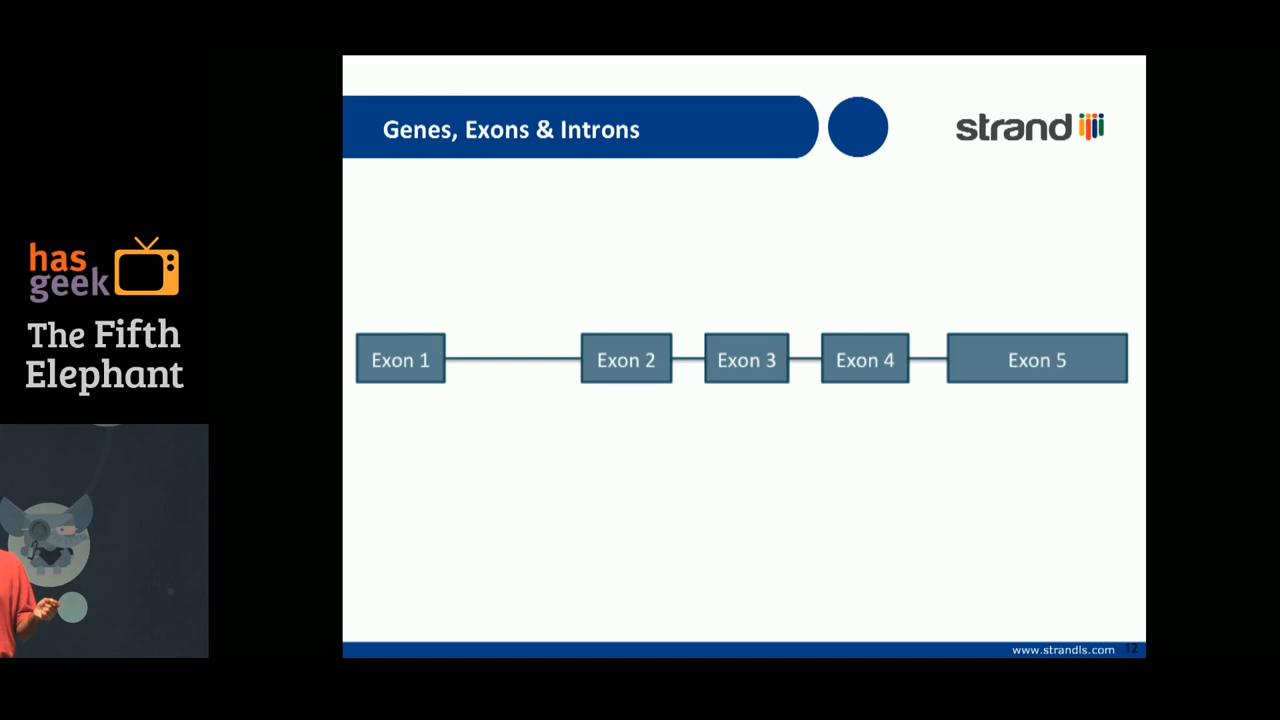 Genes, Exons & Introns
strand
has
geek
The Fifth
Elephant
Exon 1
Exon 2
Exon 3
Exon 4
Exon 5
www.strandls.com
12